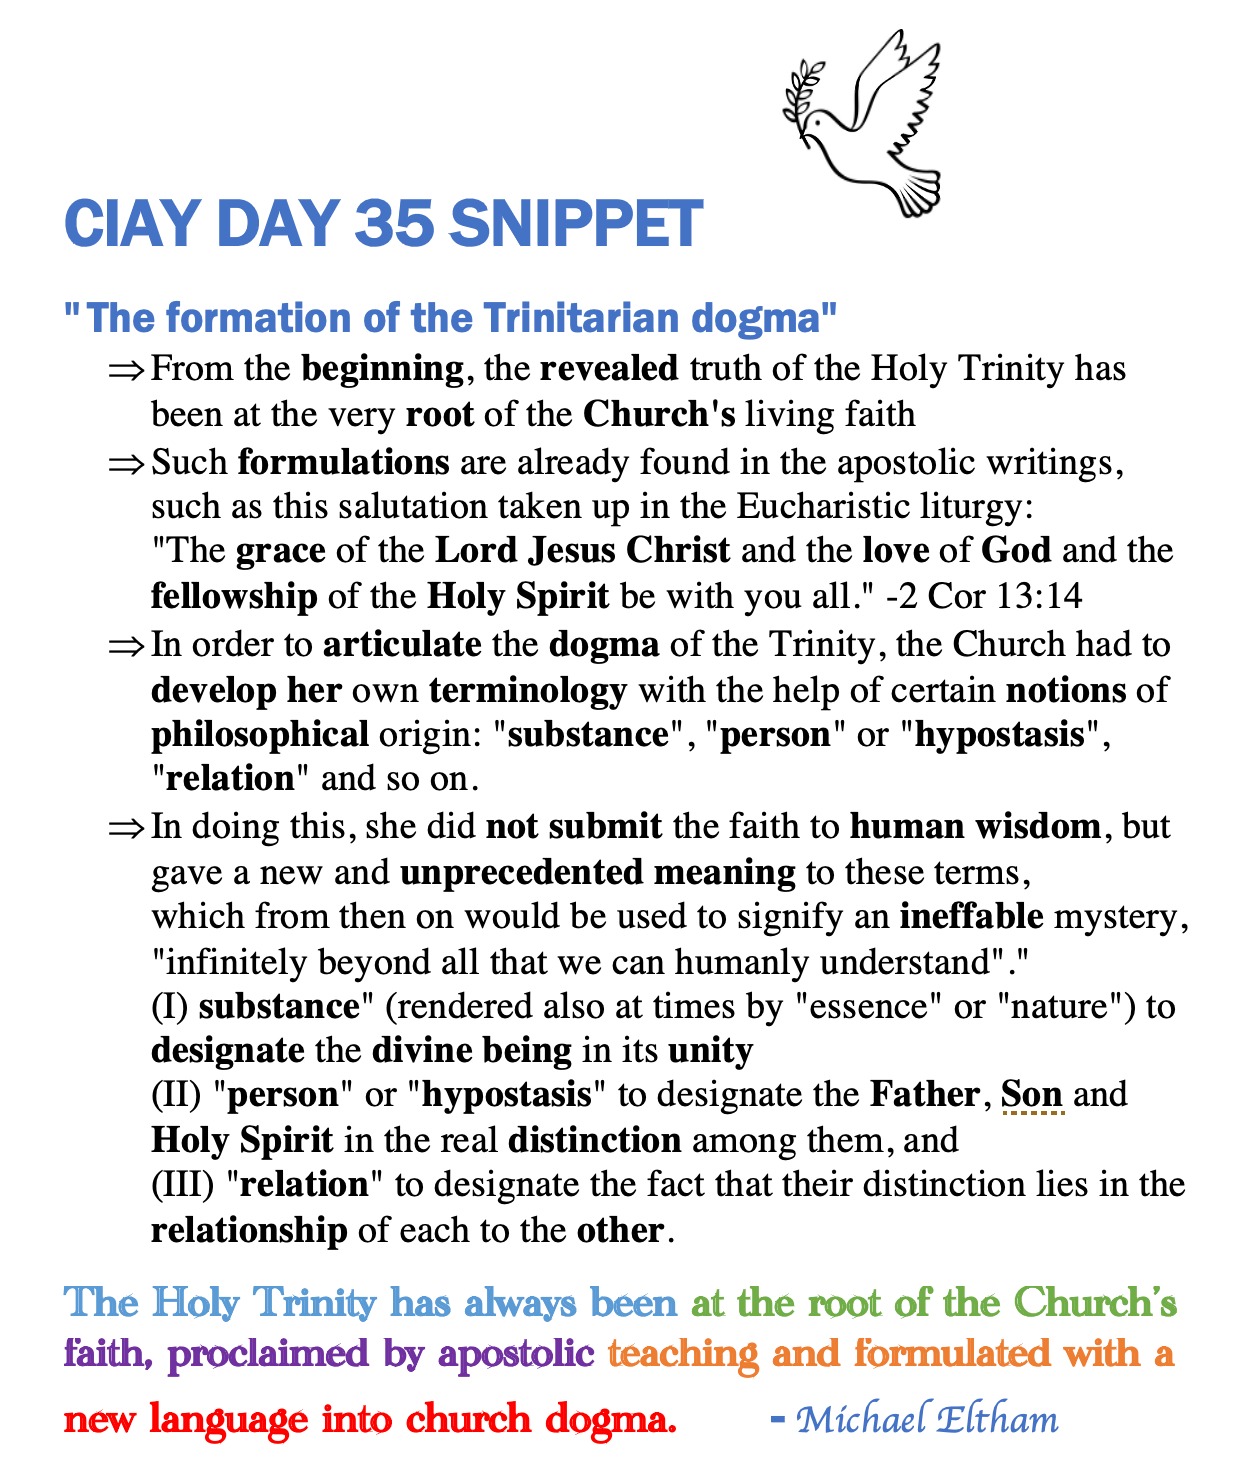 CIAY DAY 35 SNIPPET
" The formation of the Trinitarian dogma"
⇒ From the beginning, the revealed truth of the Holy Trinity has
been at the very root of the Church's living faith
⇒ Such formulations are already found in the apostolic writings,
such as this salutation taken up in the Eucharistic liturgy:
"The grace of the Lord Jesus Christ and the love of God and the
fellowship of the Holy Spirit be with you all." -2 Cor 13:14
⇒ In order to articulate the dogma of the Trinity, the Church had to
develop her own terminology with the help of certain notions of
philosophical origin: "substance", "person" or "hypostasis",
"relation" and so on.
⇒ In doing this, she did not submit the faith to human wisdom, but
gave a new and unprecedented meaning to these terms,
which from then on would be used to signify an ineffable mystery,
"infinitely beyond all that we can humanly understand"."
(I) substance" (rendered also at times by "essence" or "nature") to
designate the divine being in its unity
(II) "person" or "hypostasis" to designate the Father, Son and
Holy Spirit in the real distinction among them, and
(III) "relation" to designate the fact that their distinction lies in the
relationship of each to the other.
The Holy Trinity has always been at the root of the Church's
faith, proclaimed by apostolic teaching and formulated with a
new language into church dogma. - Michael Eltham